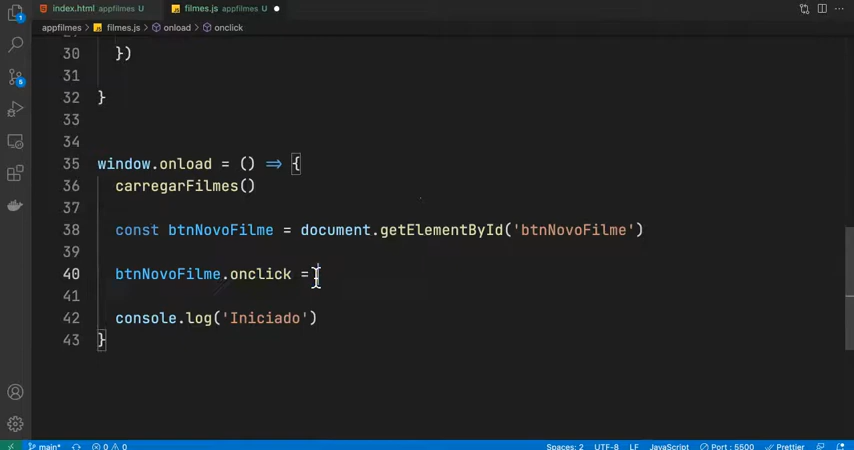 index.html appfilmes filmes.js appfilmes
appfilmes > filmes.js > onload > onclick
30 })
31
32 }
33
34
35 window.onload = () => {
36 carregarFilmes()
37
38 const btnNovoFilme = document.getElementById('btnNovoFilme')
39
40 btnNovoFilme.onclick =
41
42 console.log('Iniciado')
43 }
main* 0 0 Spaces: 2 UTF-8 LF JavaScript Port : 5500 Prettier